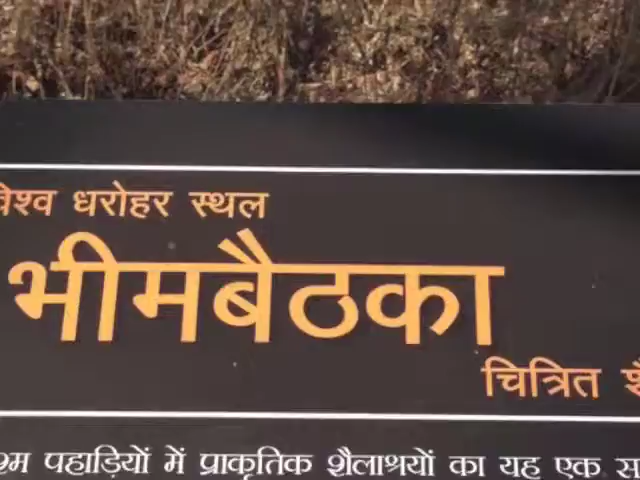 विश्व धरोहर स्थल
भीमबैठका
चित्रित
पहाड़ियों में प्राकृतिक शैलाश्रयों का यह एक